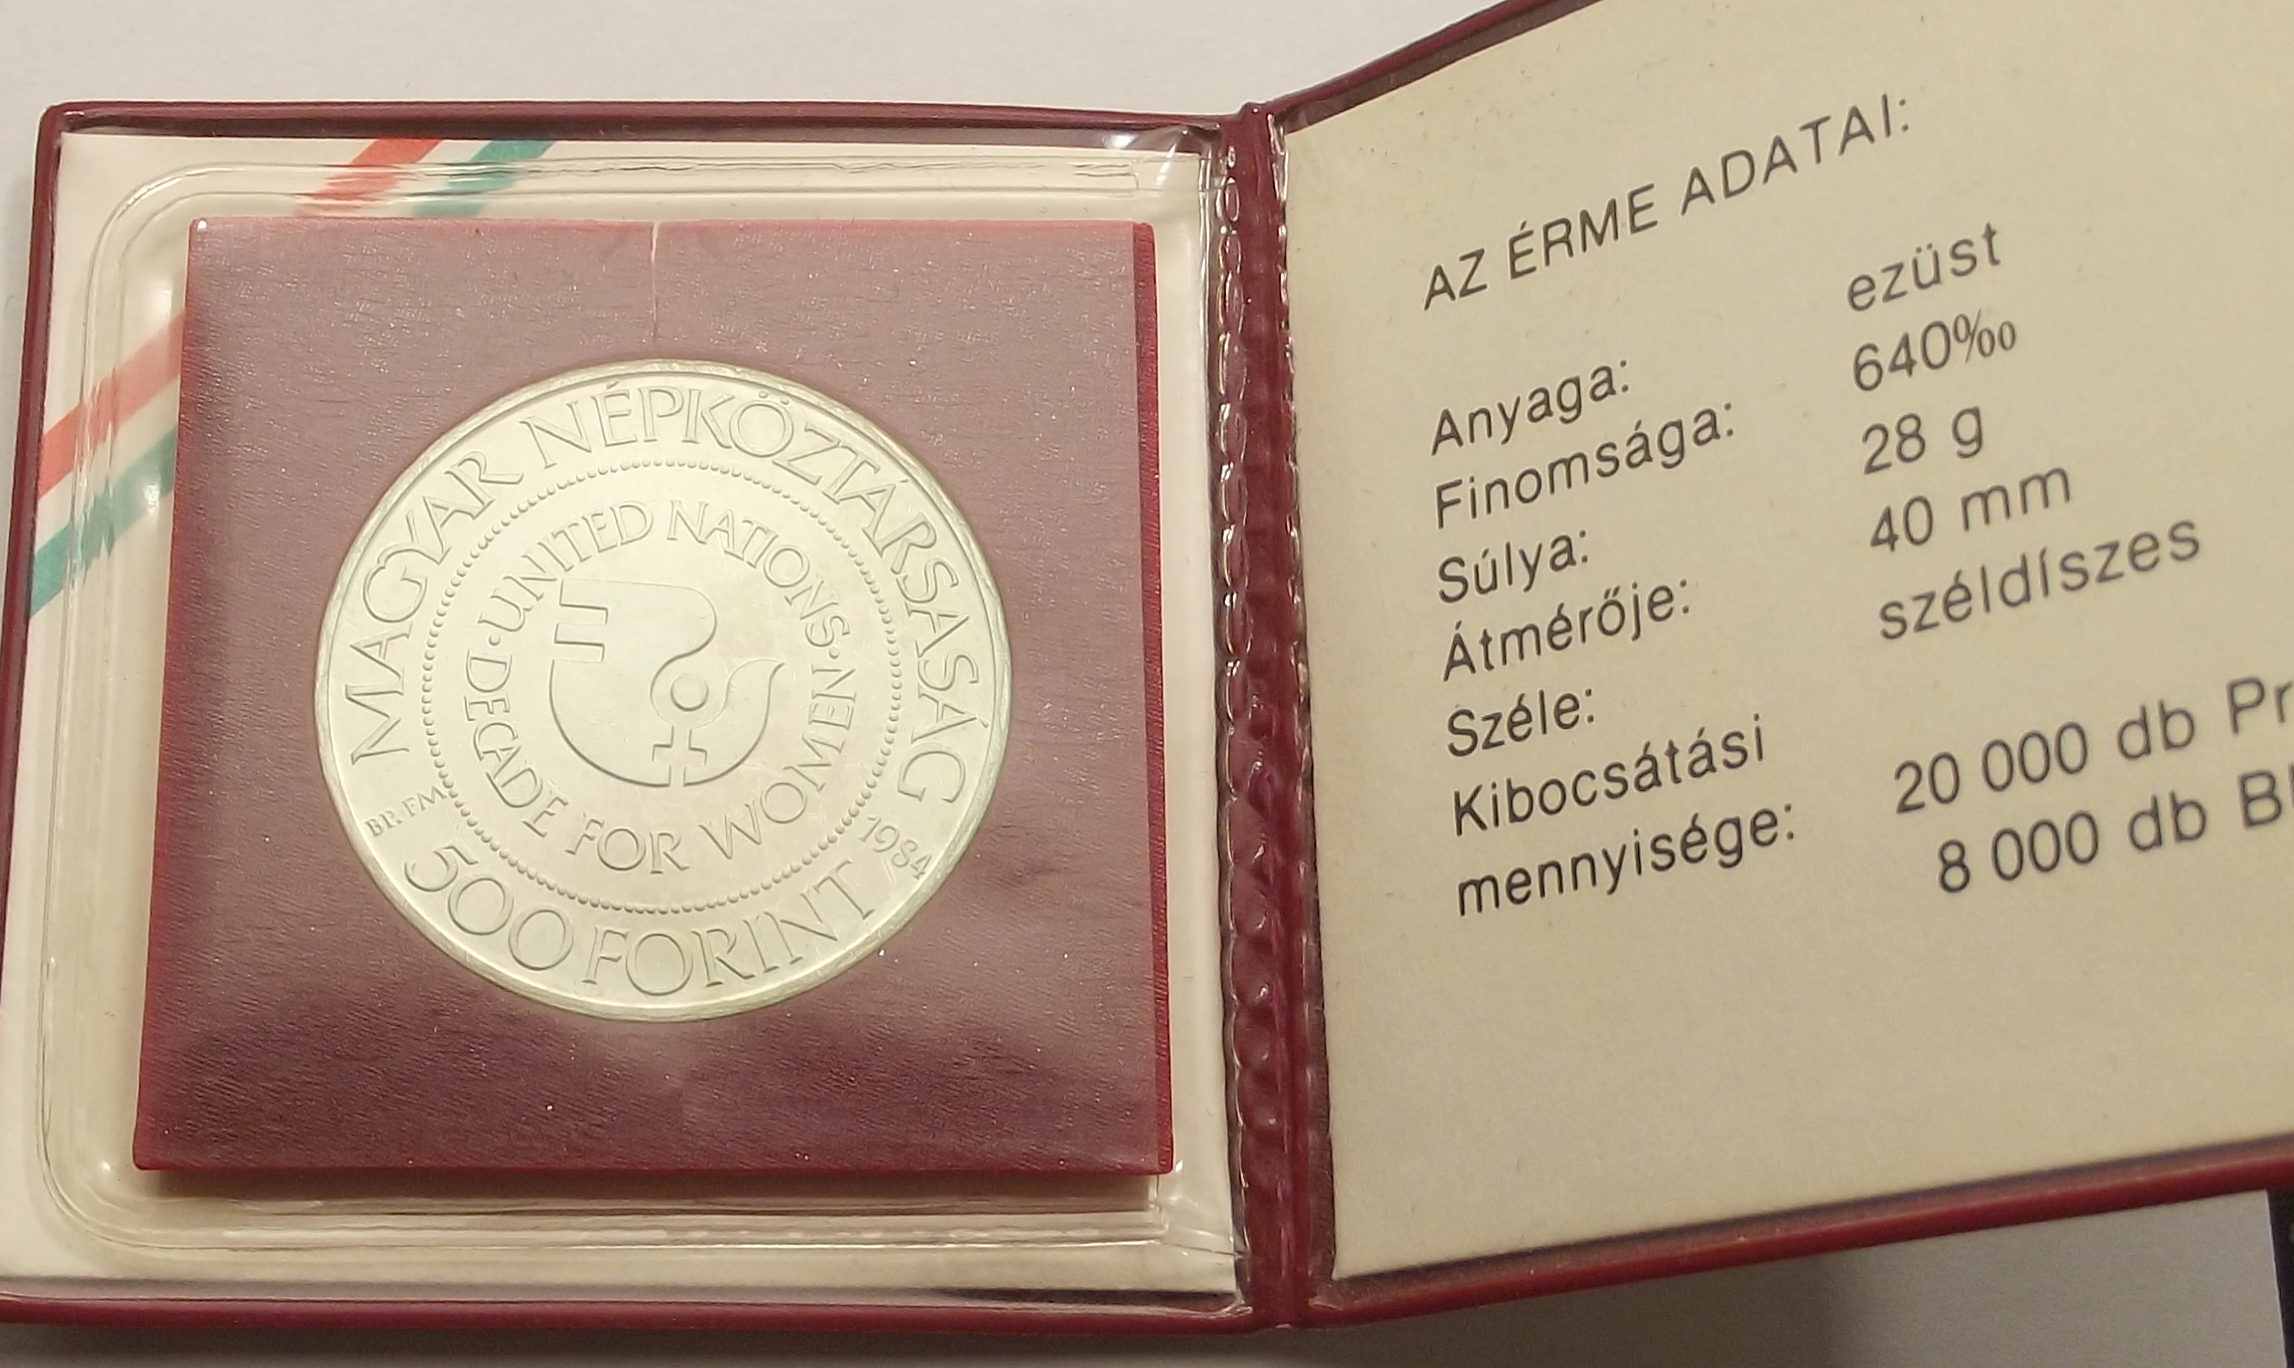 MAGYAR NÉPKÖZTÁRSASÁG
UNITED NATIONS · DECADE FOR WOMEN ·
BP. FM.
1984
500 FORINT
AZ ÉRME ADATAI:
Anyaga: ezüst
Finomsága: 640‰
Súlya: 28 g
Átmérője: 40 mm
Széle: széldíszes
Kibocsátási
mennyisége: 20 000 db Pr
8 000 db